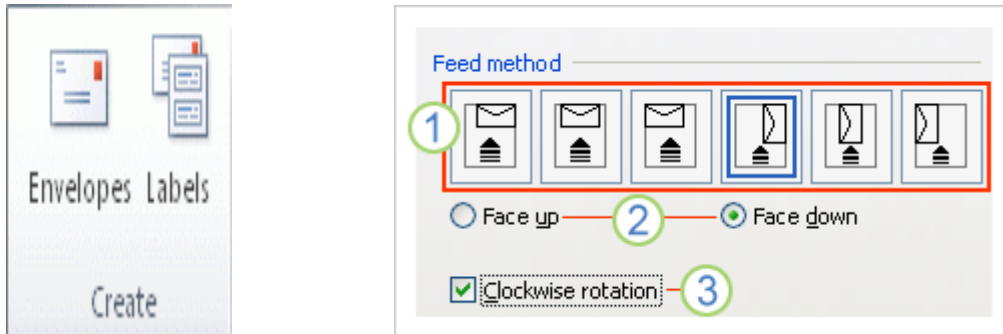 Envelopes Labels
Create
Feed method
1
Face up 2 Face down
Clockwise rotation 3